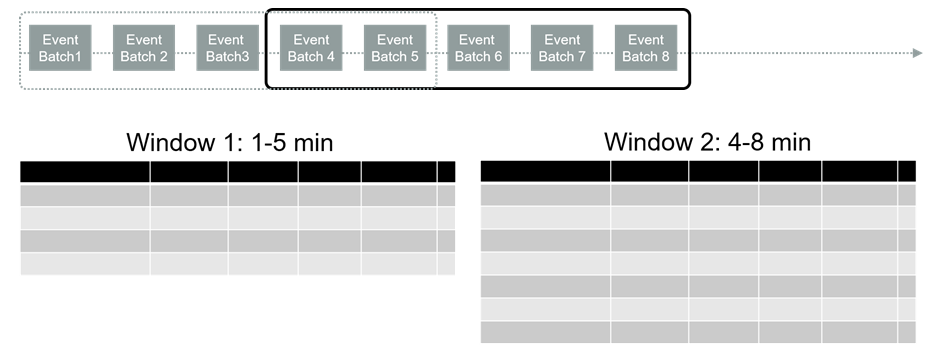 Event
Batch1
Event
Batch 2
Event
Batch3
Event
Batch 4
Event
Batch 5
Event
Batch 6
Event
Batch 7
Event
Batch 8
Window 1: 1-5 min
Window 2: 4-8 min